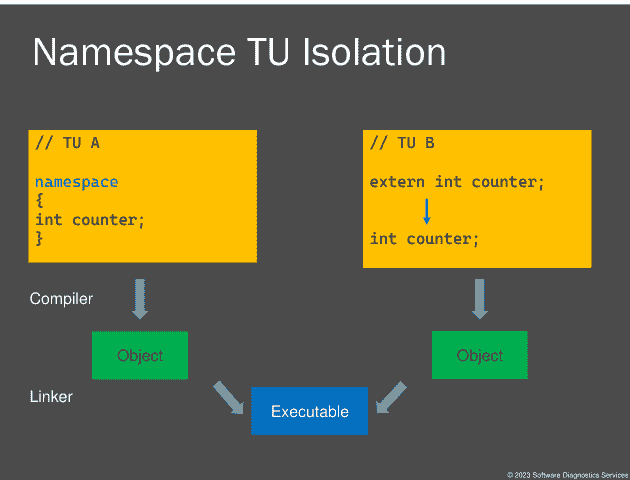 Namespace TU Isolation
// TU A
namespace
{
int counter;
}
// TU B
extern int counter;
int counter;
Compiler
Object
Object
Linker
Executable
© 2023 Software Diagnostics Services